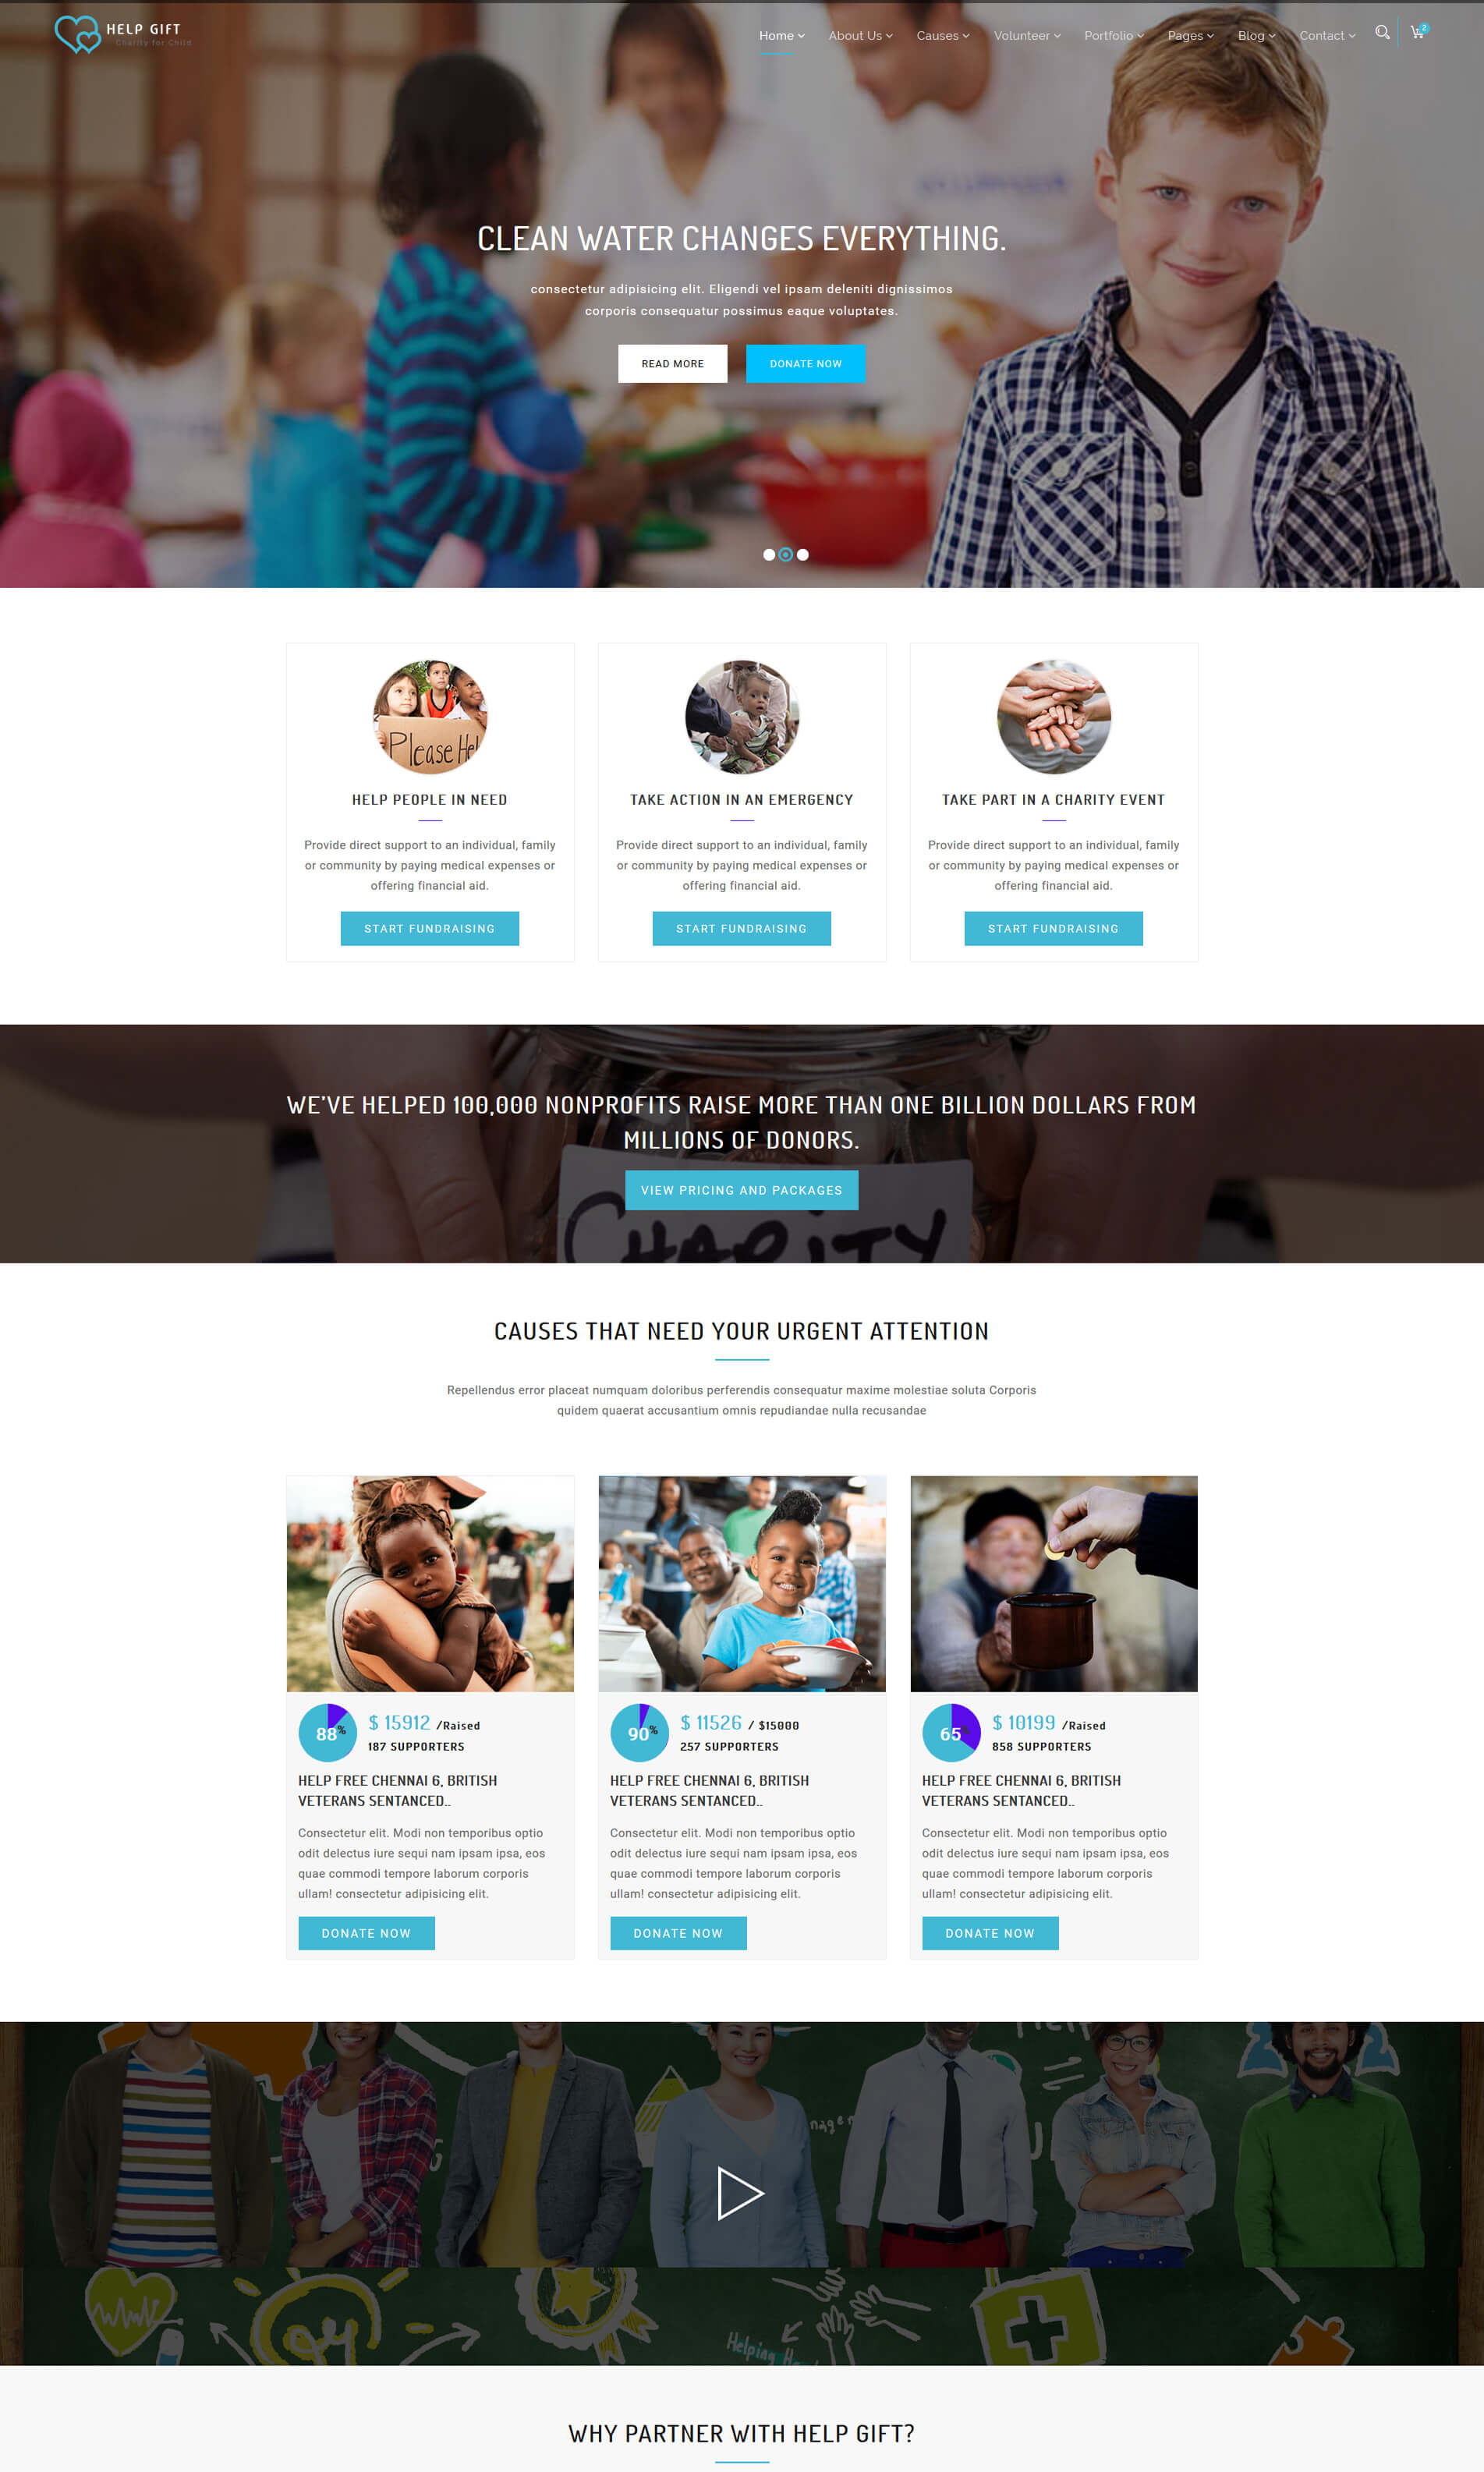 HELP GIFT
Charity for Child
Home
About Us
Causes
Volunteer
Portfolio
Pages
Blog
Contact
2
VOLUNTEER
CLEAN WATER CHANGES EVERYTHING.
consectetur adipisicing elit. Eligendi vel ipsam deleniti dignissimos
corporis consequatur possimus eaque voluptates.
READ MORE
DONATE NOW
Please Hel
HELP PEOPLE IN NEED
Provide direct support to an individual, family
or community by paying medical expenses or
offering financial aid.
START FUNDRAISING
TAKE ACTION IN AN EMERGENCY
Provide direct support to an individual, family
or community by paying medical expenses or
offering financial aid.
START FUNDRAISING
TAKE PART IN A CHARITY EVENT
Provide direct support to an individual, family
or community by paying medical expenses or
offering financial aid.
START FUNDRAISING
WE'VE HELPED 100,000 NONPROFITS RAISE MORE THAN ONE BILLION DOLLARS FROM
MILLIONS OF DONORS.
VIEW PRICING AND PACKAGES
CHARITY
CAUSES THAT NEED YOUR URGENT ATTENTION
Repellendus error placeat numquam doloribus perferendis consequatur maxime molestiae soluta Corporis
quidem quaerat accusantium omnis repudiandae nulla recusandae
88%
$ 15912 /Raised
187 SUPPORTERS
HELP FREE CHENNAI 6, BRITISH
VETERANS SENTANCED..
Consectetur elit. Modi non temporibus optio
odit delectus iure sequi nam ipsam ipsa, eos
quae commodi tempore laborum corporis
ullam! consectetur adipisicing elit.
DONATE NOW
90%
$ 11526 / $15000
257 SUPPORTERS
HELP FREE CHENNAI 6, BRITISH
VETERANS SENTANCED..
Consectetur elit. Modi non temporibus optio
odit delectus iure sequi nam ipsam ipsa, eos
quae commodi tempore laborum corporis
ullam! consectetur adipisicing elit.
DONATE NOW
65%
$ 10199 /Raised
858 SUPPORTERS
HELP FREE CHENNAI 6, BRITISH
VETERANS SENTANCED..
Consectetur elit. Modi non temporibus optio
odit delectus iure sequi nam ipsam ipsa, eos
quae commodi tempore laborum corporis
ullam! consectetur adipisicing elit.
DONATE NOW
Helping
WHY PARTNER WITH HELP GIFT?